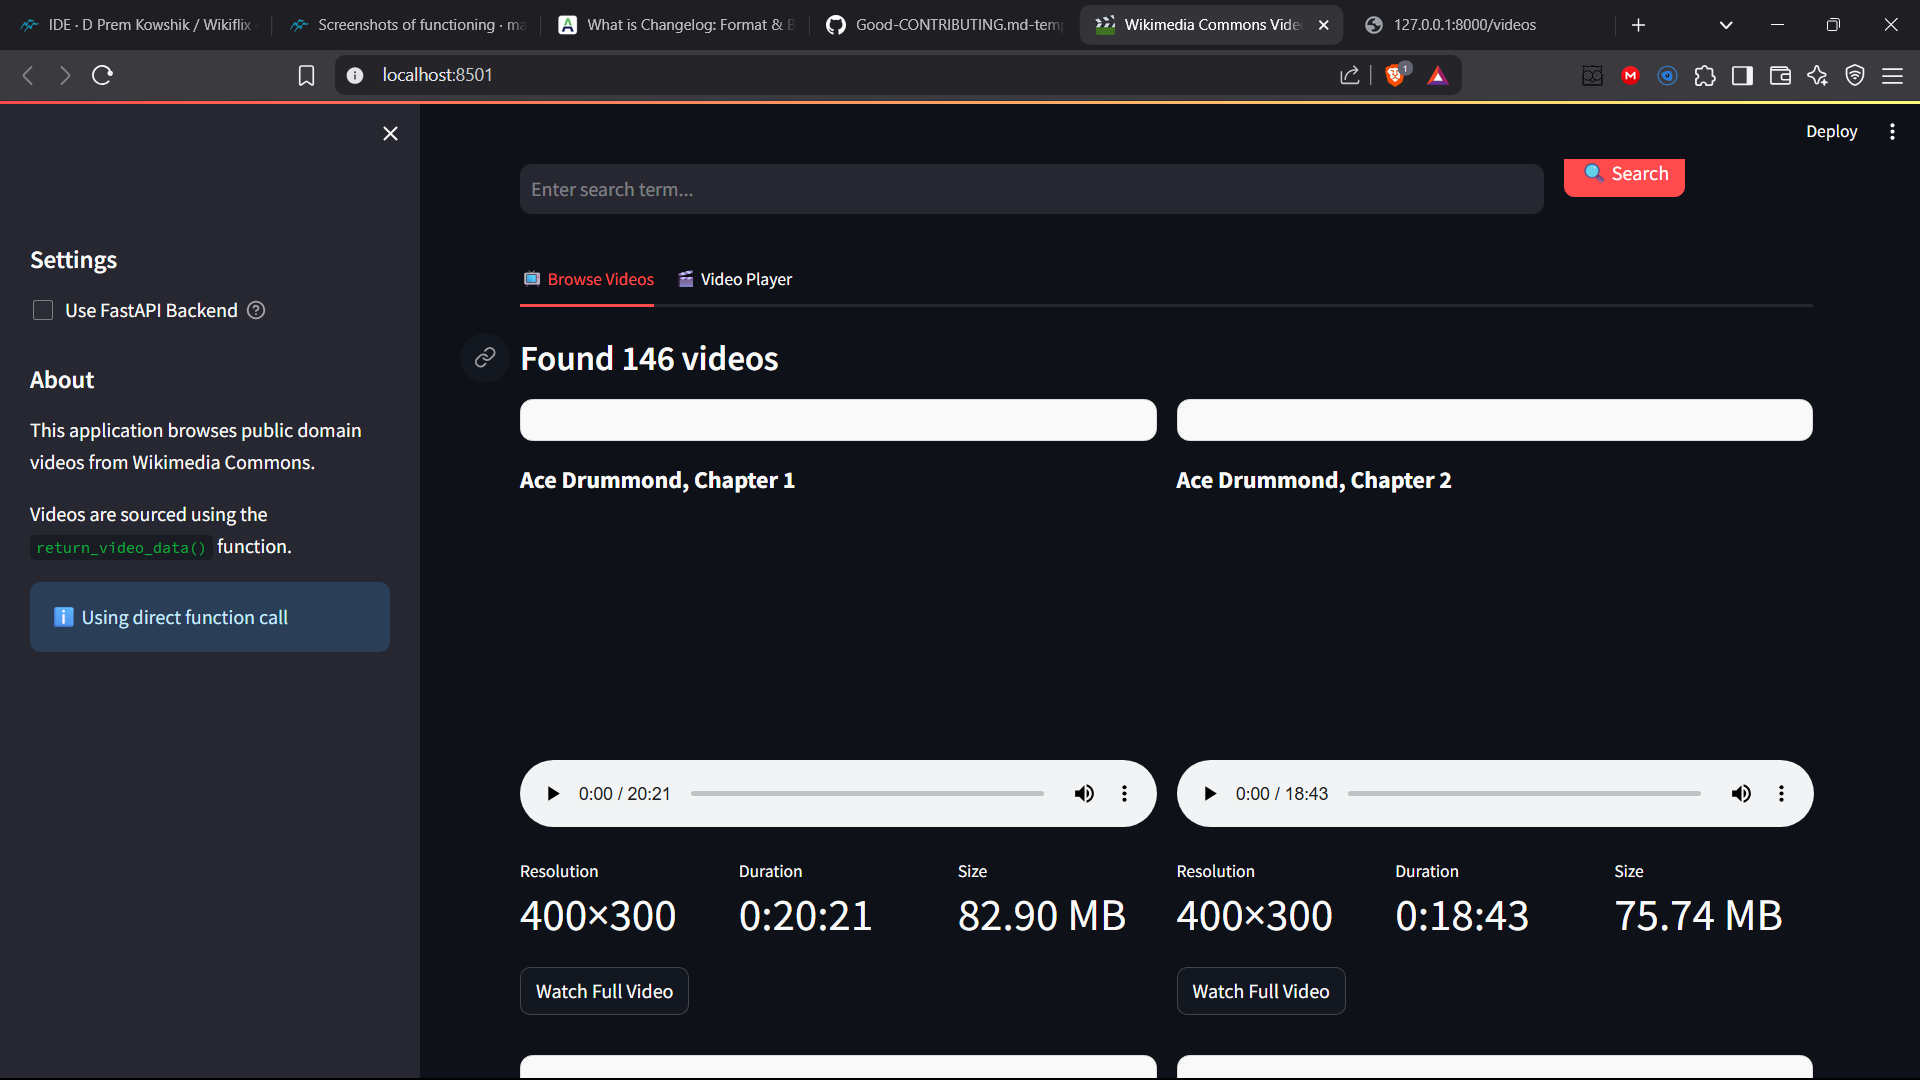 IDE · D Prem Kowshik / Wikiflix
Screenshots of functioning · ma
What is Changelog: Format & B
Good-CONTRIBUTING.md-tem
Wikimedia Commons Vide
127.0.0.1:8000/videos
localhost:8501
1
Deploy
Settings
Use FastAPI Backend
About
This application browses public domain
videos from Wikimedia Commons.
Videos are sourced using the
return_video_data() function.
Using direct function call
Enter search term...
Search
Browse Videos
Video Player
Found 146 videos
Ace Drummond, Chapter 1
0:00 / 20:21
Resolution Duration Size
400×300 0:20:21 82.90 MB
Watch Full Video
Ace Drummond, Chapter 2
0:00 / 18:43
Resolution Duration Size
400×300 0:18:43 75.74 MB
Watch Full Video